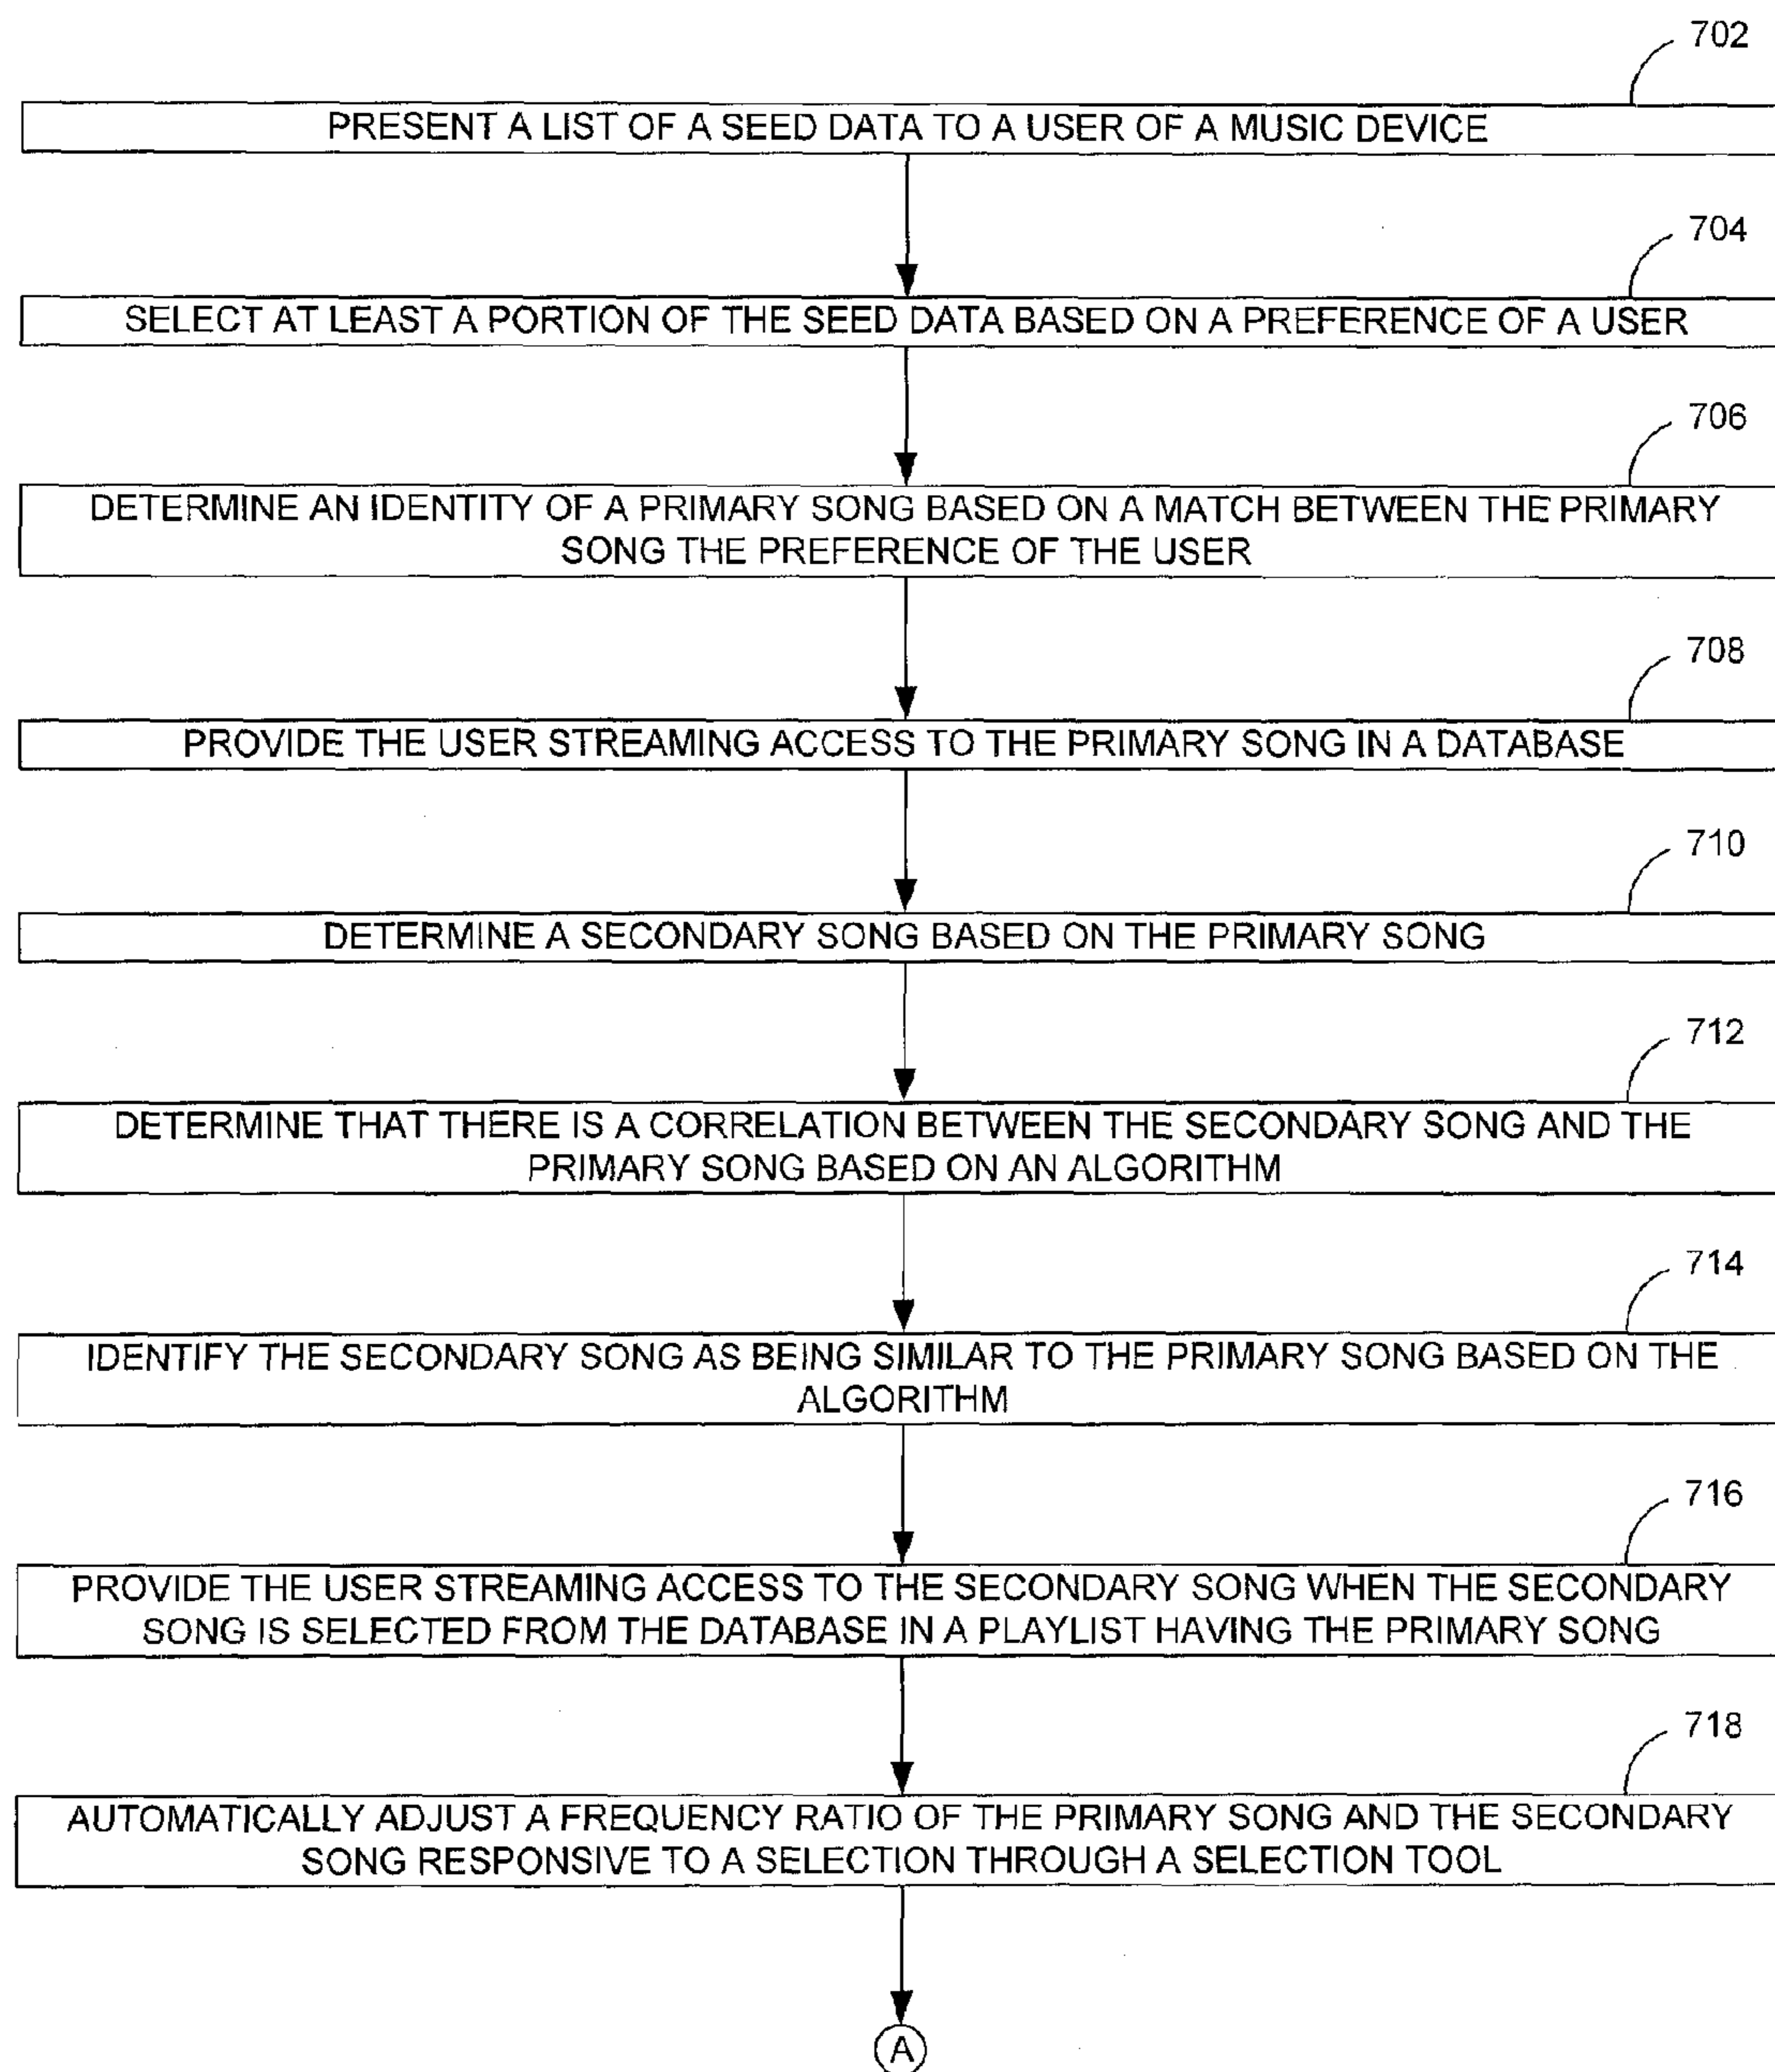 702
PRESENT A LIST OF A SEED DATA TO A USER OF A MUSIC DEVICE
704
SELECT AT LEAST A PORTION OF THE SEED DATA BASED ON A PREFERENCE OF A USER
706
DETERMINE AN IDENTITY OF A PRIMARY SONG BASED ON A MATCH BETWEEN THE PRIMARY
SONG THE PREFERENCE OF THE USER
708
PROVIDE THE USER STREAMING ACCESS TO THE PRIMARY SONG IN A DATABASE
710
DETERMINE A SECONDARY SONG BASED ON THE PRIMARY SONG
712
DETERMINE THAT THERE IS A CORRELATION BETWEEN THE SECONDARY SONG AND THE
PRIMARY SONG BASED ON AN ALGORITHM
714
IDENTIFY THE SECONDARY SONG AS BEING SIMILAR TO THE PRIMARY SONG BASED ON THE
ALGORITHM
716
PROVIDE THE USER STREAMING ACCESS TO THE SECONDARY SONG WHEN THE SECONDARY
SONG IS SELECTED FROM THE DATABASE IN A PLAYLIST HAVING THE PRIMARY SONG
718
AUTOMATICALLY ADJUST A FREQUENCY RATIO OF THE PRIMARY SONG AND THE SECONDARY
SONG RESPONSIVE TO A SELECTION THROUGH A SELECTION TOOL
A